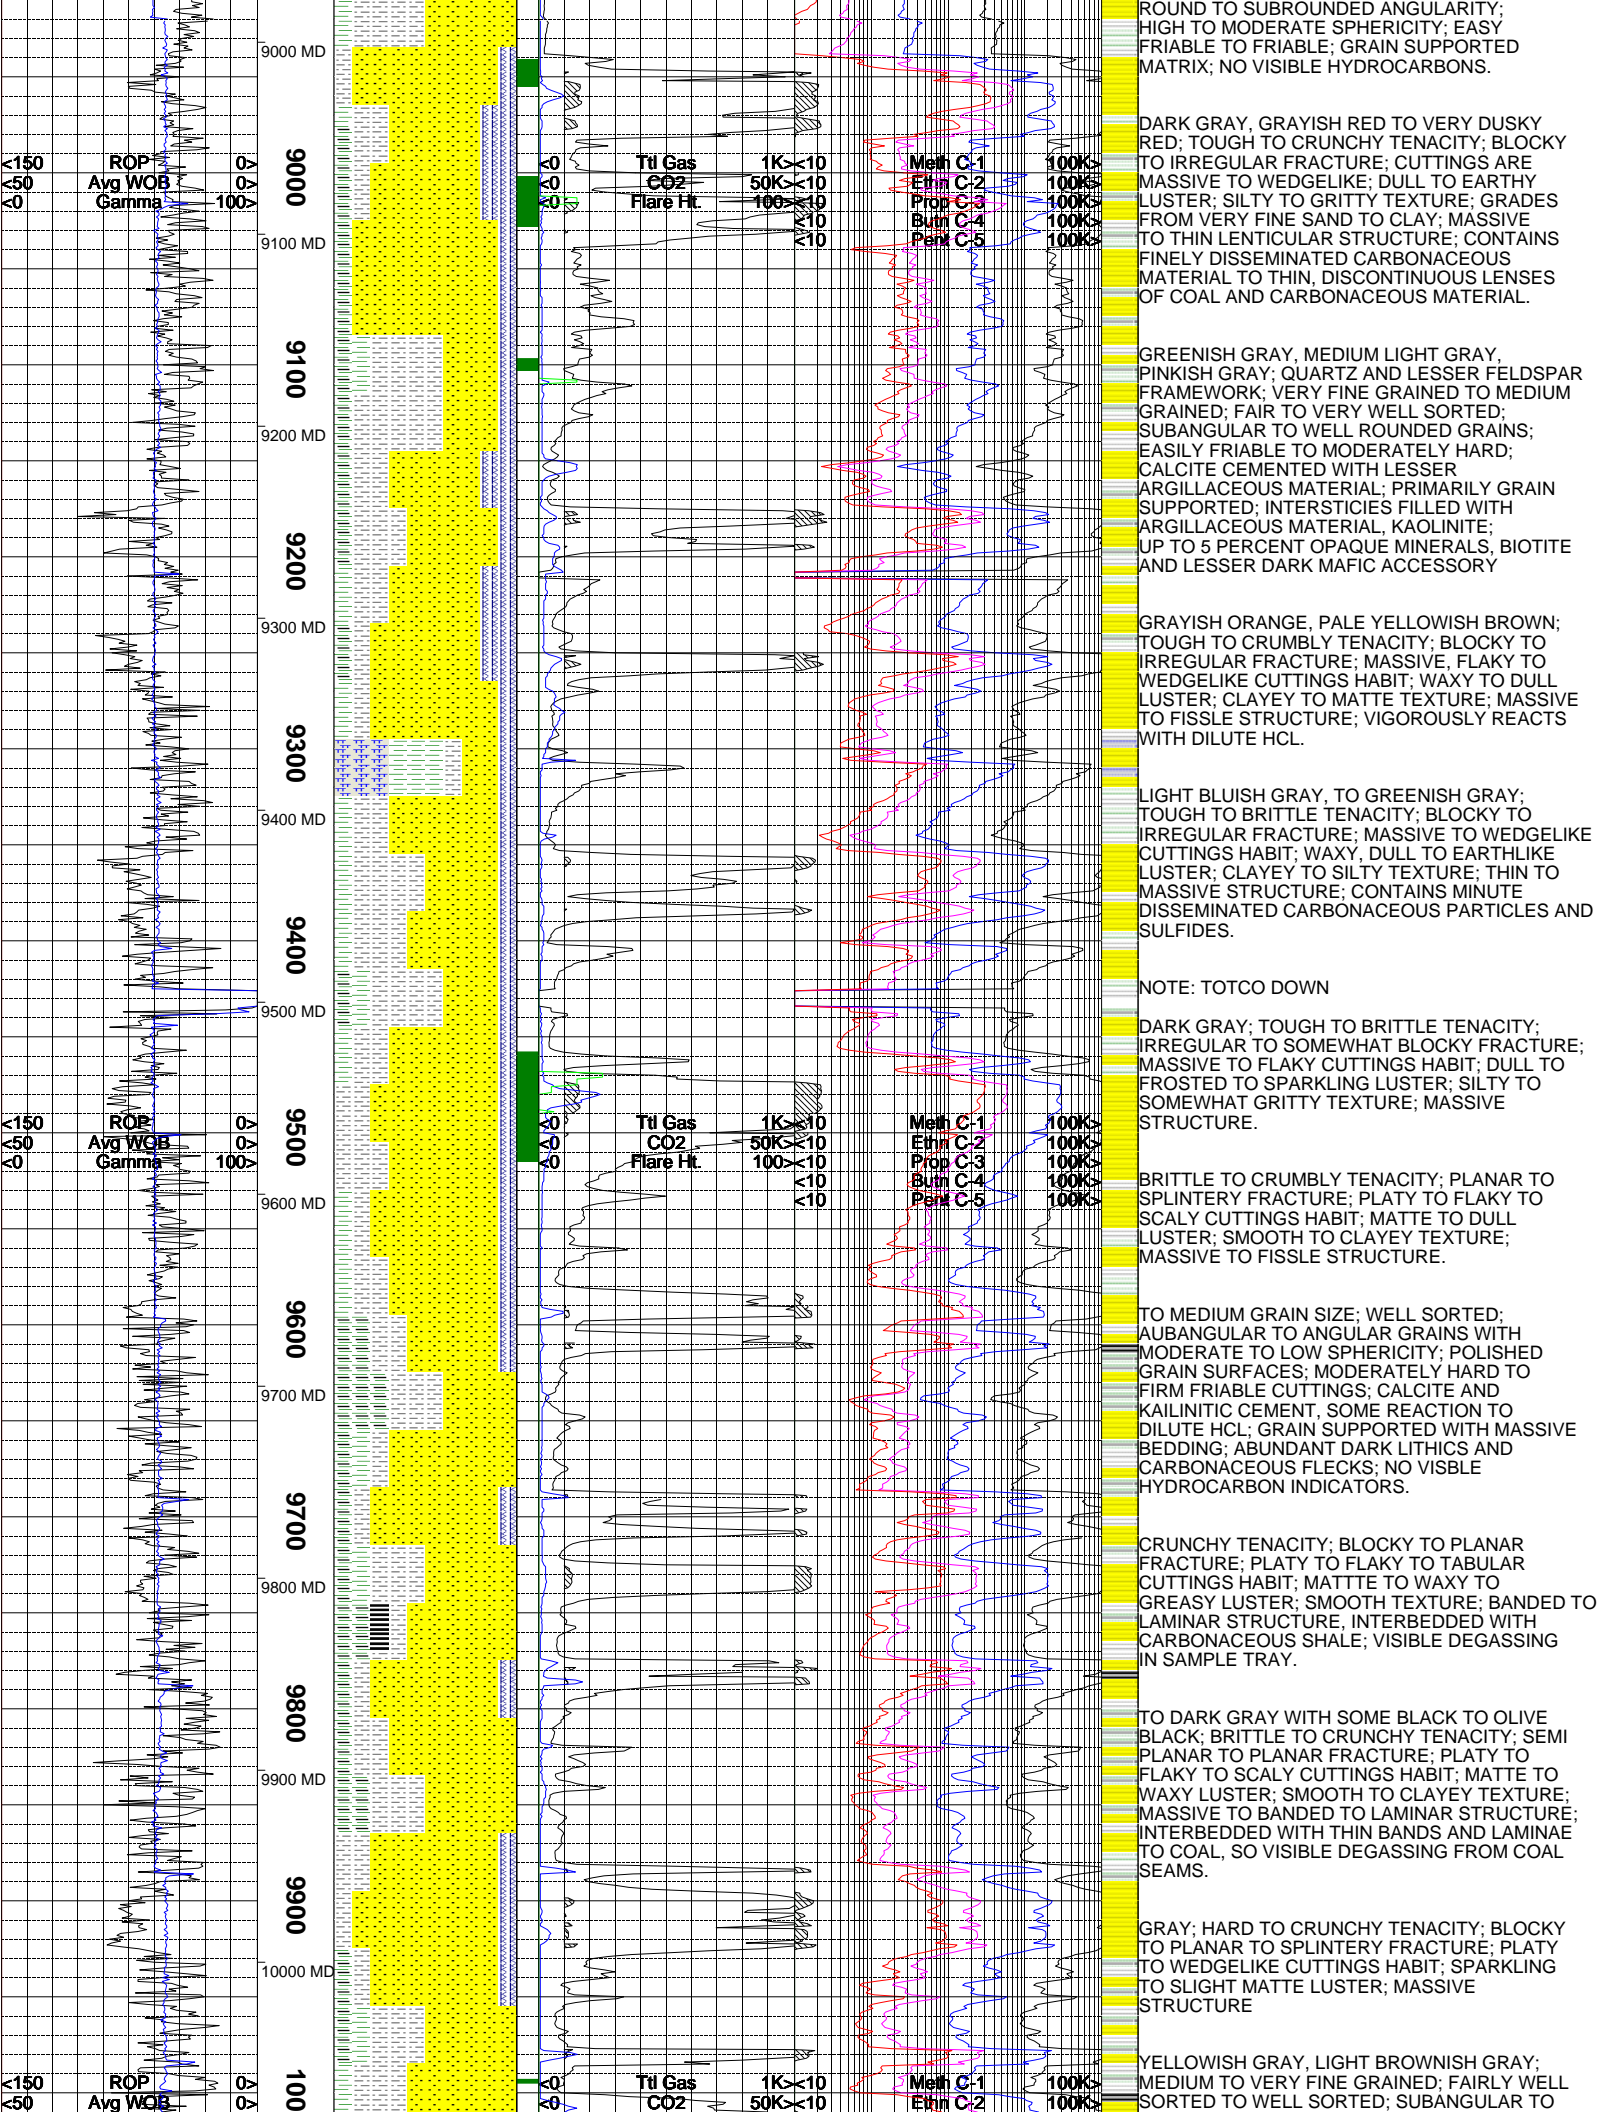 ROUND TO SUBROUNDED ANGULARITY;
HIGH TO MODERATE SPHERICITY; EASY
FRIABLE TO FRIABLE; GRAIN SUPPORTED
MATRIX; NO VISIBLE HYDROCARBONS.
9000 MD
DARK GRAY, GRAYISH RED TO VERY DUSKY
RED; TOUGH TO CRUNCHY TENACITY; BLOCKY
TO IRREGULAR FRACTURE; CUTTINGS ARE
MASSIVE TO WEDGELIKE; DULL TO EARTHY
LUSTER; SILTY TO GRITTY TEXTURE; GRADES
FROM VERY FINE SAND TO CLAY; MASSIVE
TO THIN LENTICULAR STRUCTURE; CONTAINS
FINELY DISSEMINATED CARBONACEOUS
MATERIAL TO THIN, DISCONTINUOUS LENSES
OF COAL AND CARBONACEOUS MATERIAL.
<150 ROP 0>
<50 Avg WOB 0>
<0 Gamma 100>
9000
<0 Ttl Gas 1K>
<0 CO2 50K>
<0 Flare Ht. 100>
<10 Meth C-1 100K>
<10 Ethn C-2 100K>
<10 Prop C-3 100K>
<10 Butn C-4 100K>
<10 Pent C-5 100K>
9100 MD
GREENISH GRAY, MEDIUM LIGHT GRAY,
PINKISH GRAY; QUARTZ AND LESSER FELDSPAR
FRAMEWORK; VERY FINE GRAINED TO MEDIUM
GRAINED; FAIR TO VERY WELL SORTED;
SUBANGULAR TO WELL ROUNDED GRAINS;
EASILY FRIABLE TO MODERATELY HARD;
CALCITE CEMENTED WITH LESSER
ARGILLACEOUS MATERIAL; PRIMARILY GRAIN
SUPPORTED; INTERSTICIES FILLED WITH
ARGILLACEOUS MATERIAL, KAOLINITE;
UP TO 5 PERCENT OPAQUE MINERALS, BIOTITE
AND LESSER DARK MAFIC ACCESSORY
9100
9200 MD
9200
9300 MD
GRAYISH ORANGE, PALE YELLOWISH BROWN;
TOUGH TO CRUMBLY TENACITY; BLOCKY TO
IRREGULAR FRACTURE; MASSIVE, FLAKY TO
WEDGELIKE CUTTINGS HABIT; WAXY TO DULL
LUSTER; CLAYEY TO MATTE TEXTURE; MASSIVE
TO FISSLE STRUCTURE; VIGOROUSLY REACTS
WITH DILUTE HCL.
9300
9400 MD
LIGHT BLUISH GRAY, TO GREENISH GRAY;
TOUGH TO BRITTLE TENACITY; BLOCKY TO
IRREGULAR FRACTURE; MASSIVE TO WEDGELIKE
CUTTINGS HABIT; WAXY, DULL TO EARTHLIKE
LUSTER; CLAYEY TO SILTY TEXTURE; THIN TO
MASSIVE STRUCTURE; CONTAINS MINUTE
DISSEMINATED CARBONACEOUS PARTICLES AND
SULFIDES.
9400
NOTE: TOTCO DOWN
9500 MD
DARK GRAY; TOUGH TO BRITTLE TENACITY;
IRREGULAR TO SOMEWHAT BLOCKY FRACTURE;
MASSIVE TO FLAKY CUTTINGS HABIT; DULL TO
FROSTED TO SPARKLING LUSTER; SILTY TO
SOMEWHAT GRITTY TEXTURE; MASSIVE
STRUCTURE.
<150 ROP 0>
<50 Avg WOB 0>
<0 Gamma 100>
9500
<0 Ttl Gas 1K>
<0 CO2 50K>
<0 Flare Ht. 100>
<10 Meth C-1 100K>
<10 Ethn C-2 100K>
<10 Prop C-3 100K>
<10 Butn C-4 100K>
<10 Pent C-5 100K>
9600 MD
BRITTLE TO CRUMBLY TENACITY; PLANAR TO
SPLINTERY FRACTURE; PLATY TO FLAKY TO
SCALY CUTTINGS HABIT; MATTE TO DULL
LUSTER; SMOOTH TO CLAYEY TEXTURE;
MASSIVE TO FISSLE STRUCTURE.
9600
TO MEDIUM GRAIN SIZE; WELL SORTED;
AUBANGULAR TO ANGULAR GRAINS WITH
MODERATE TO LOW SPHERICITY; POLISHED
GRAIN SURFACES; MODERATELY HARD TO
FIRM FRIABLE CUTTINGS; CALCITE AND
KAILINITIC CEMENT, SOME REACTION TO
DILUTE HCL; GRAIN SUPPORTED WITH MASSIVE
BEDDING; ABUNDANT DARK LITHICS AND
CARBONACEOUS FLECKS; NO VISBLE
HYDROCARBON INDICATORS.
9700 MD
9700
CRUNCHY TENACITY; BLOCKY TO PLANAR
FRACTURE; PLATY TO FLAKY TO TABULAR
CUTTINGS HABIT; MATTTE TO WAXY TO
GREASY LUSTER; SMOOTH TEXTURE; BANDED TO
LAMINAR STRUCTURE, INTERBEDDED WITH
CARBONACEOUS SHALE; VISIBLE DEGASSING
IN SAMPLE TRAY.
9800 MD
9800
TO DARK GRAY WITH SOME BLACK TO OLIVE
BLACK; BRITTLE TO CRUNCHY TENACITY; SEMI
PLANAR TO PLANAR FRACTURE; PLATY TO
FLAKY TO SCALY CUTTINGS HABIT; MATTE TO
WAXY LUSTER; SMOOTH TO CLAYEY TEXTURE;
MASSIVE TO BANDED TO LAMINAR STRUCTURE;
INTERBEDDED WITH THIN BANDS AND LAMINAE
TO COAL, SO VISIBLE DEGASSING FROM COAL
SEAMS.
9900 MD
9900
GRAY; HARD TO CRUNCHY TENACITY; BLOCKY
TO PLANAR TO SPLINTERY FRACTURE; PLATY
TO WEDGELIKE CUTTINGS HABIT; SPARKLING
TO SLIGHT MATTE LUSTER; MASSIVE
STRUCTURE
10000 MD
YELLOWISH GRAY, LIGHT BROWNISH GRAY;
MEDIUM TO VERY FINE GRAINED; FAIRLY WELL
SORTED TO WELL SORTED; SUBANGULAR TO
<150 ROP 0>
<50 Avg WOB 0>
100
<0 Ttl Gas 1K>
<0 CO2 50K>
<10 Meth C-1 100K>
<10 Ethn C-2 100K>